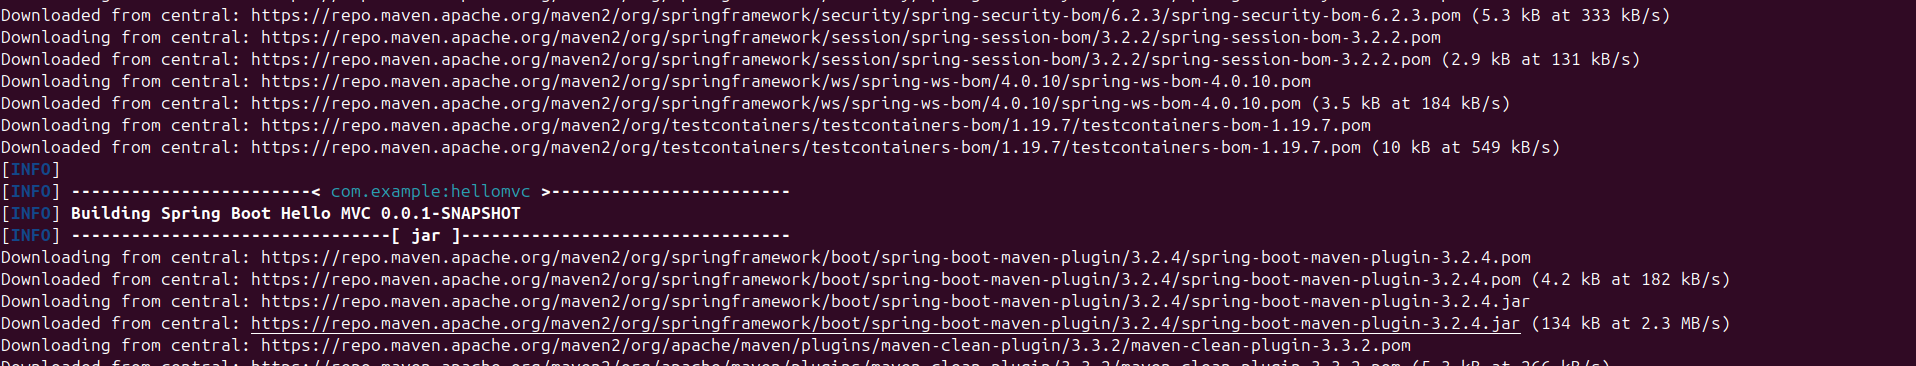 Downloaded from central: https://repo.maven.apache.org/maven2/org/springframework/security/spring-security-bom/6.2.3/spring-security-bom-6.2.3.pom (5.3 kB at 333 kB/s)
Downloading from central: https://repo.maven.apache.org/maven2/org/springframework/session/spring-session-bom/3.2.2/spring-session-bom-3.2.2.pom
Downloaded from central: https://repo.maven.apache.org/maven2/org/springframework/session/spring-session-bom/3.2.2/spring-session-bom-3.2.2.pom (2.9 kB at 131 kB/s)
Downloading from central: https://repo.maven.apache.org/maven2/org/springframework/ws/spring-ws-bom/4.0.10/spring-ws-bom-4.0.10.pom
Downloaded from central: https://repo.maven.apache.org/maven2/org/springframework/ws/spring-ws-bom/4.0.10/spring-ws-bom-4.0.10.pom (3.5 kB at 184 kB/s)
Downloading from central: https://repo.maven.apache.org/maven2/org/testcontainers/testcontainers-bom/1.19.7/testcontainers-bom-1.19.7.pom
Downloaded from central: https://repo.maven.apache.org/maven2/org/testcontainers/testcontainers-bom/1.19.7/testcontainers-bom-1.19.7.pom (10 kB at 549 kB/s)
[INFO]
[INFO] ------------------------< com.example:hellomvc >------------------------
[INFO] Building Spring Boot Hello MVC 0.0.1-SNAPSHOT
[INFO] --------------------------------[ jar ]---------------------------------
Downloading from central: https://repo.maven.apache.org/maven2/org/springframework/boot/spring-boot-maven-plugin/3.2.4/spring-boot-maven-plugin-3.2.4.pom
Downloaded from central: https://repo.maven.apache.org/maven2/org/springframework/boot/spring-boot-maven-plugin/3.2.4/spring-boot-maven-plugin-3.2.4.pom (4.2 kB at 182 kB/s)
Downloading from central: https://repo.maven.apache.org/maven2/org/springframework/boot/spring-boot-maven-plugin/3.2.4/spring-boot-maven-plugin-3.2.4.jar
Downloaded from central: https://repo.maven.apache.org/maven2/org/springframework/boot/spring-boot-maven-plugin/3.2.4/spring-boot-maven-plugin-3.2.4.jar (134 kB at 2.3 MB/s)
Downloading from central: https://repo.maven.apache.org/maven2/org/apache/maven/plugins/maven-clean-plugin/3.3.2/maven-clean-plugin-3.3.2.pom